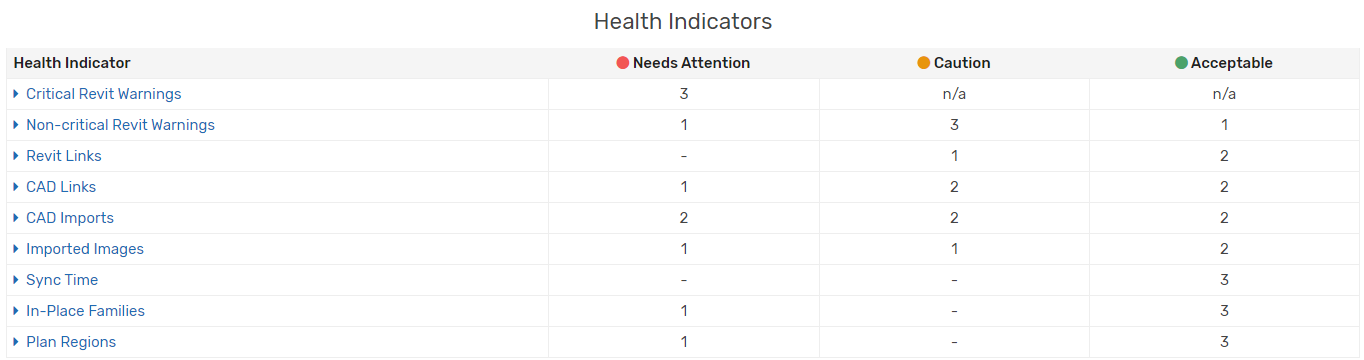 Health Indicators
Health Indicator Needs Attention Caution Acceptable
Critical Revit Warnings 3 n/a n/a
Non-critical Revit Warnings 1 3 1
Revit Links - 1 2
CAD Links 1 2 2
CAD Imports 2 2 2
Imported Images 1 1 2
Sync Time - - 3
In-Place Families 1 - 3
Plan Regions 1 - 3